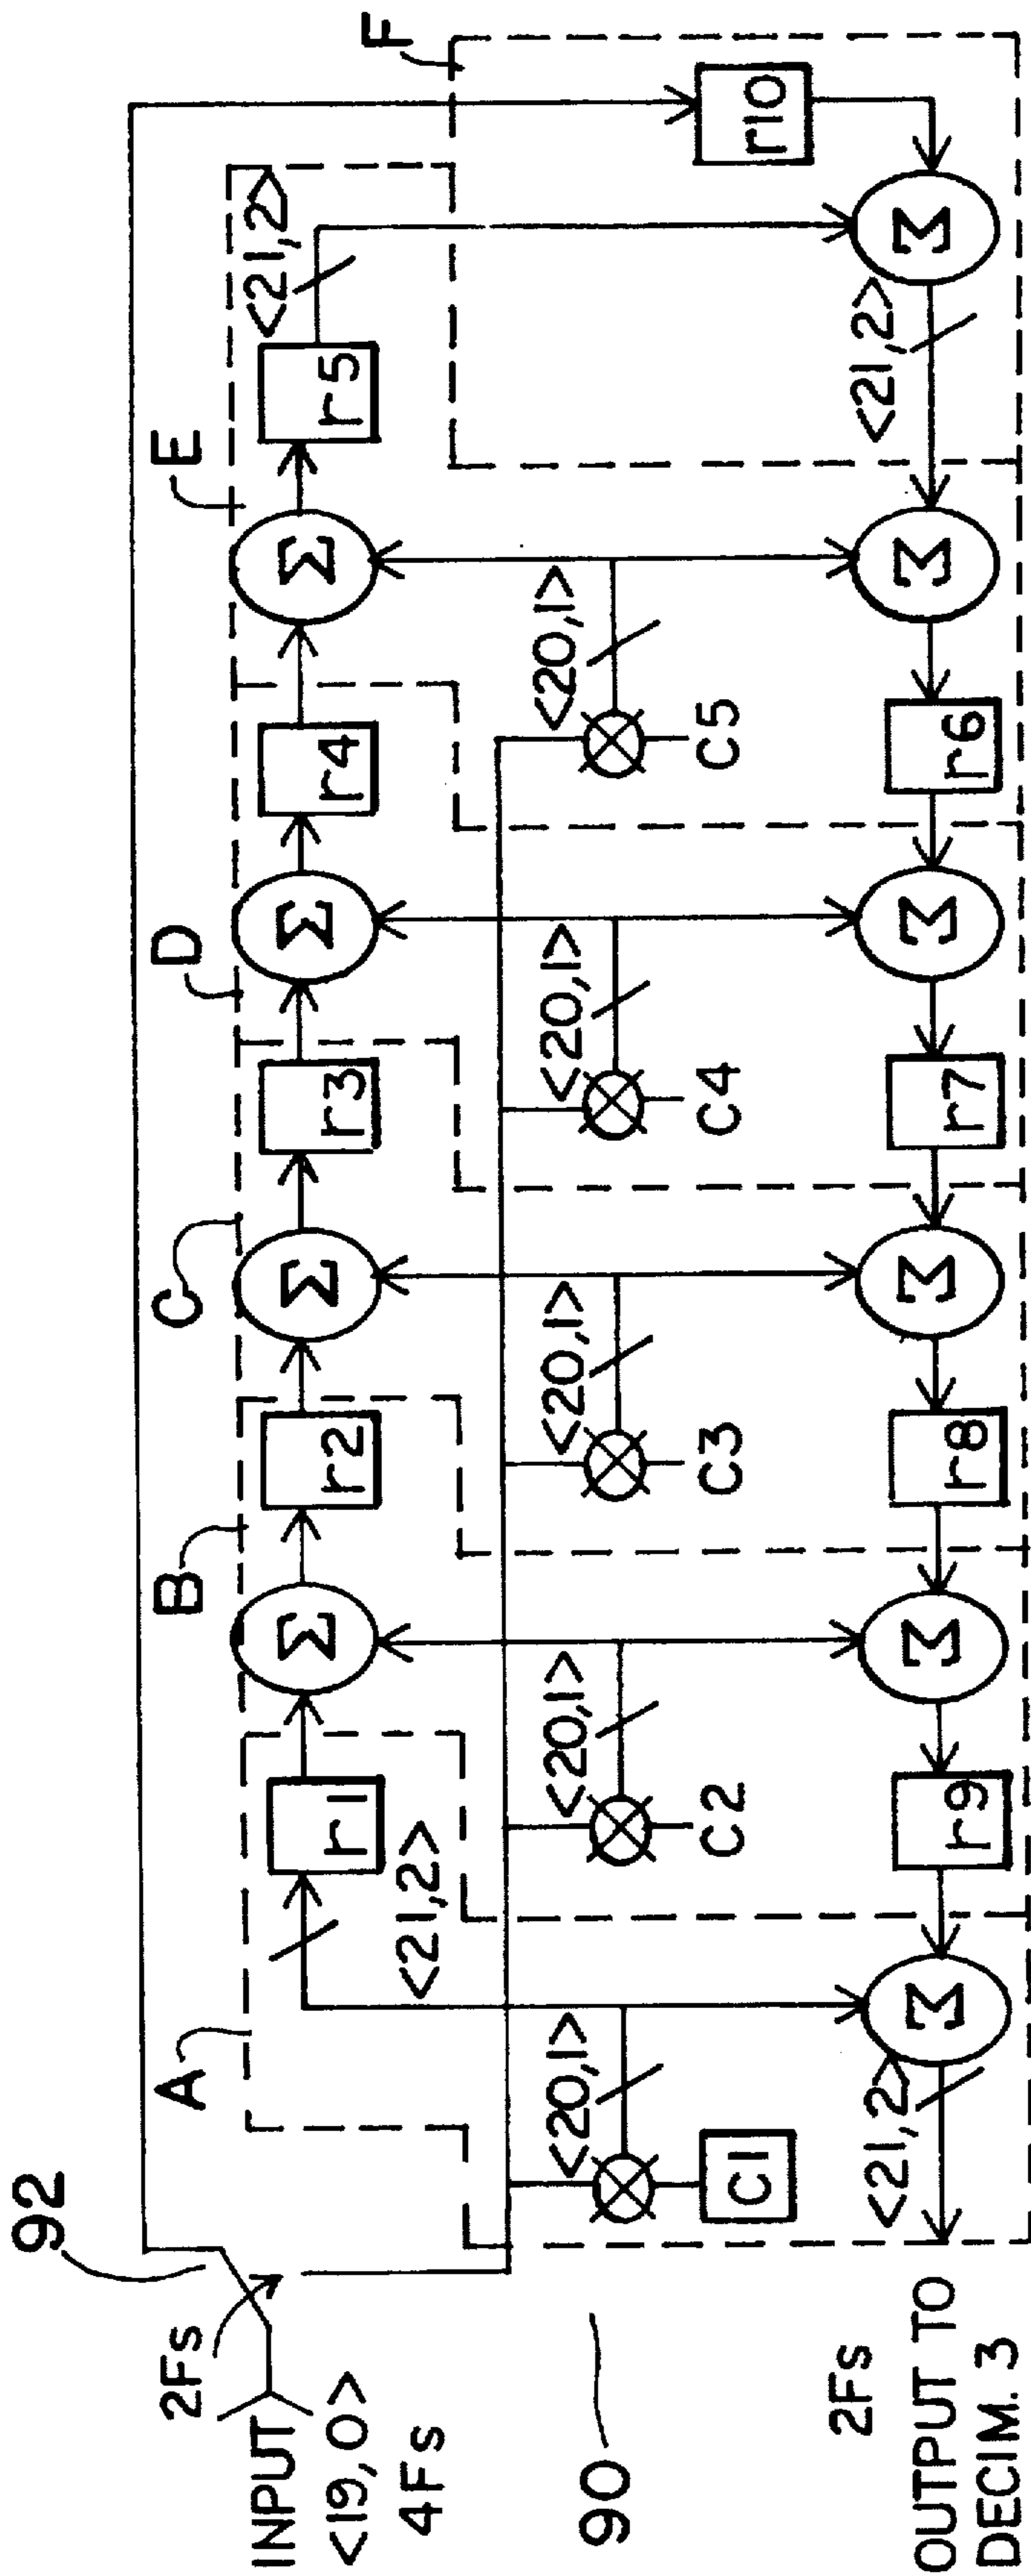 92
A
B
C
D
E
F
2Fs
INPUT
<19,0>
4Fs
<21,2>
r1
Σ
r2
Σ
r3
Σ
r4
Σ
r5
<21,2>
<20,1>
<20,1>
<20,1>
<20,1>
<20,1>
90
C1
C2
C3
C4
C5
r10
2Fs
OUTPUT TO
DECIM. 3
<21,2>
Σ
r9
Σ
r8
Σ
r7
Σ
r6
Σ
<21,2>
Σ